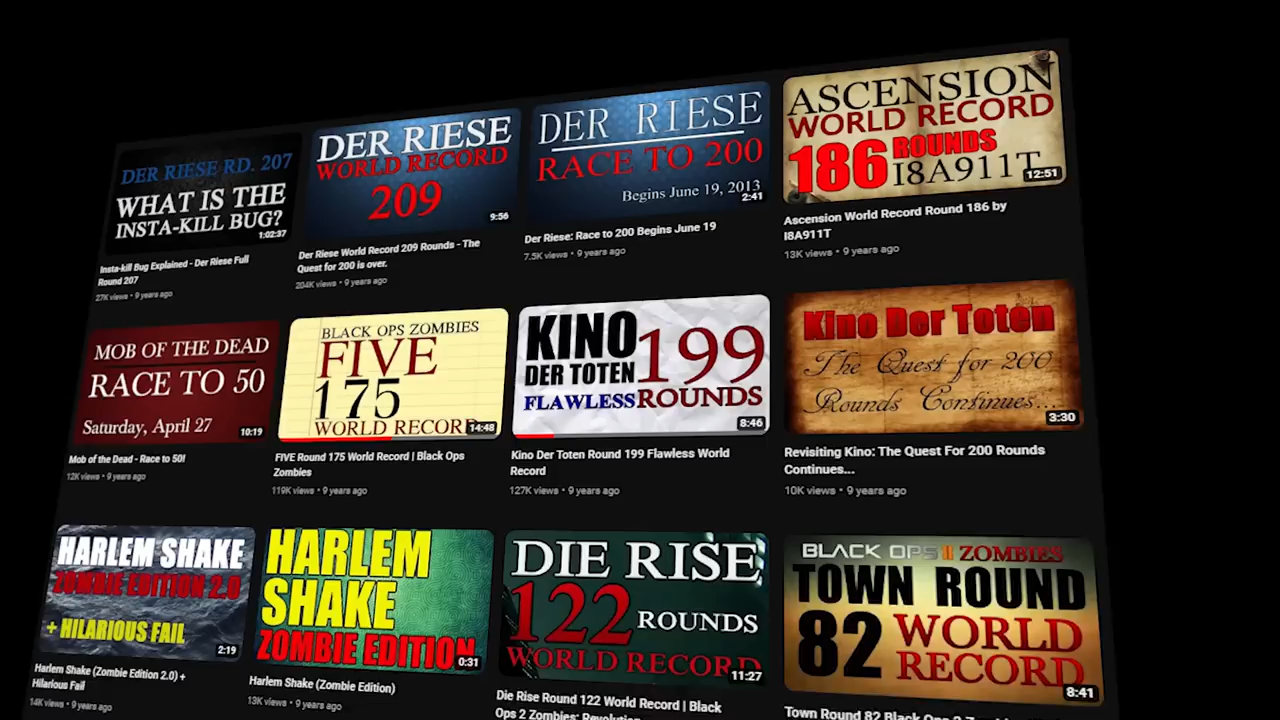 DER RIESE RD. 207
WHAT IS THE
INSTA-KILL BUG?
1:02:37
Insta-kill Bug Explained - Der Riese Full
Round 207
27K views • 9 years ago
DER RIESE
WORLD RECORD
209
9:56
Der Riese World Record 209 Rounds - The
Quest for 200 is over.
204K views • 9 years ago
DER RIESE
RACE TO 200
Begins June 19, 2013
2:41
Der Riese: Race to 200 Begins June 19
7.5K views • 9 years ago
ASCENSION
WORLD RECORD
186 ROUNDS
I8A911T
12:51
Ascension World Record Round 186 by
I8A911T
13K views • 9 years ago
MOB OF THE DEAD
RACE TO 50
Saturday, April 27
10:19
Mob of the Dead - Race to 50!
12K views • 9 years ago
BLACK OPS ZOMBIES
FIVE
175
WORLD RECORD
14:48
FIVE Round 175 World Record | Black Ops
Zombies
119K views • 9 years ago
KINO
DER TOTEN
199
FLAWLESS ROUNDS
8:46
Kino Der Toten Round 199 Flawless World
Record
127K views • 9 years ago
Kino Der Toten
The Quest for 200
Rounds Continues...
3:30
Revisiting Kino: The Quest For 200 Rounds
Continues...
10K views • 9 years ago
HARLEM SHAKE
ZOMBIE EDITION 2.0
+ HILARIOUS FAIL
2:19
Harlem Shake (Zombie Edition 2.0) +
Hilarious Fail
14K views • 9 years ago
HARLEM
SHAKE
ZOMBIE EDITION
0:31
Harlem Shake (Zombie Edition)
13K views • 9 years ago
DIE RISE
122 ROUNDS
WORLD RECORD
11:27
Die Rise Round 122 World Record | Black
Ops 2 Zombies: Revolution
BLACK OPS II ZOMBIES
TOWN ROUND
82 WORLD
RECORD
8:41
Town Round 82 Black Ops 2